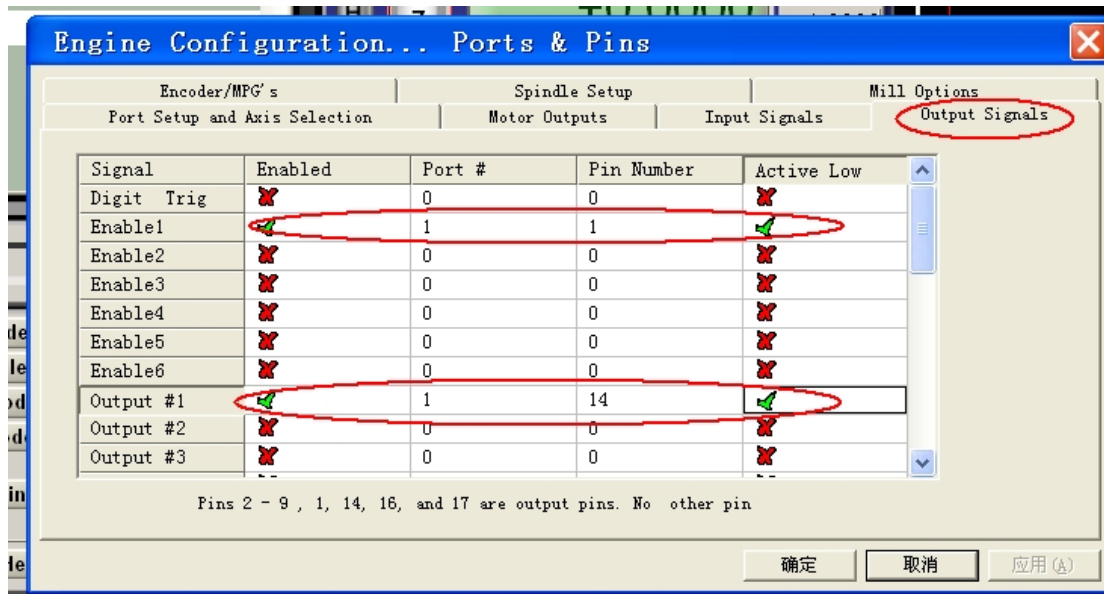 Engine Configuration... Ports & Pins
Encoder/MPG's Spindle Setup Mill Options
Port Setup and Axis Selection Motor Outputs Input Signals Output Signals
Signal Enabled Port # Pin Number Active Low
Digit Trig 0 0
Enable1 1 1
Enable2 0 0
Enable3 0 0
Enable4 0 0
Enable5 0 0
Enable6 0 0
Output #1 1 14
Output #2 0 0
Output #3 0 0
Pins 2 - 9 , 1, 14, 16, and 17 are output pins. No other pin
确定 取消 应用(A)